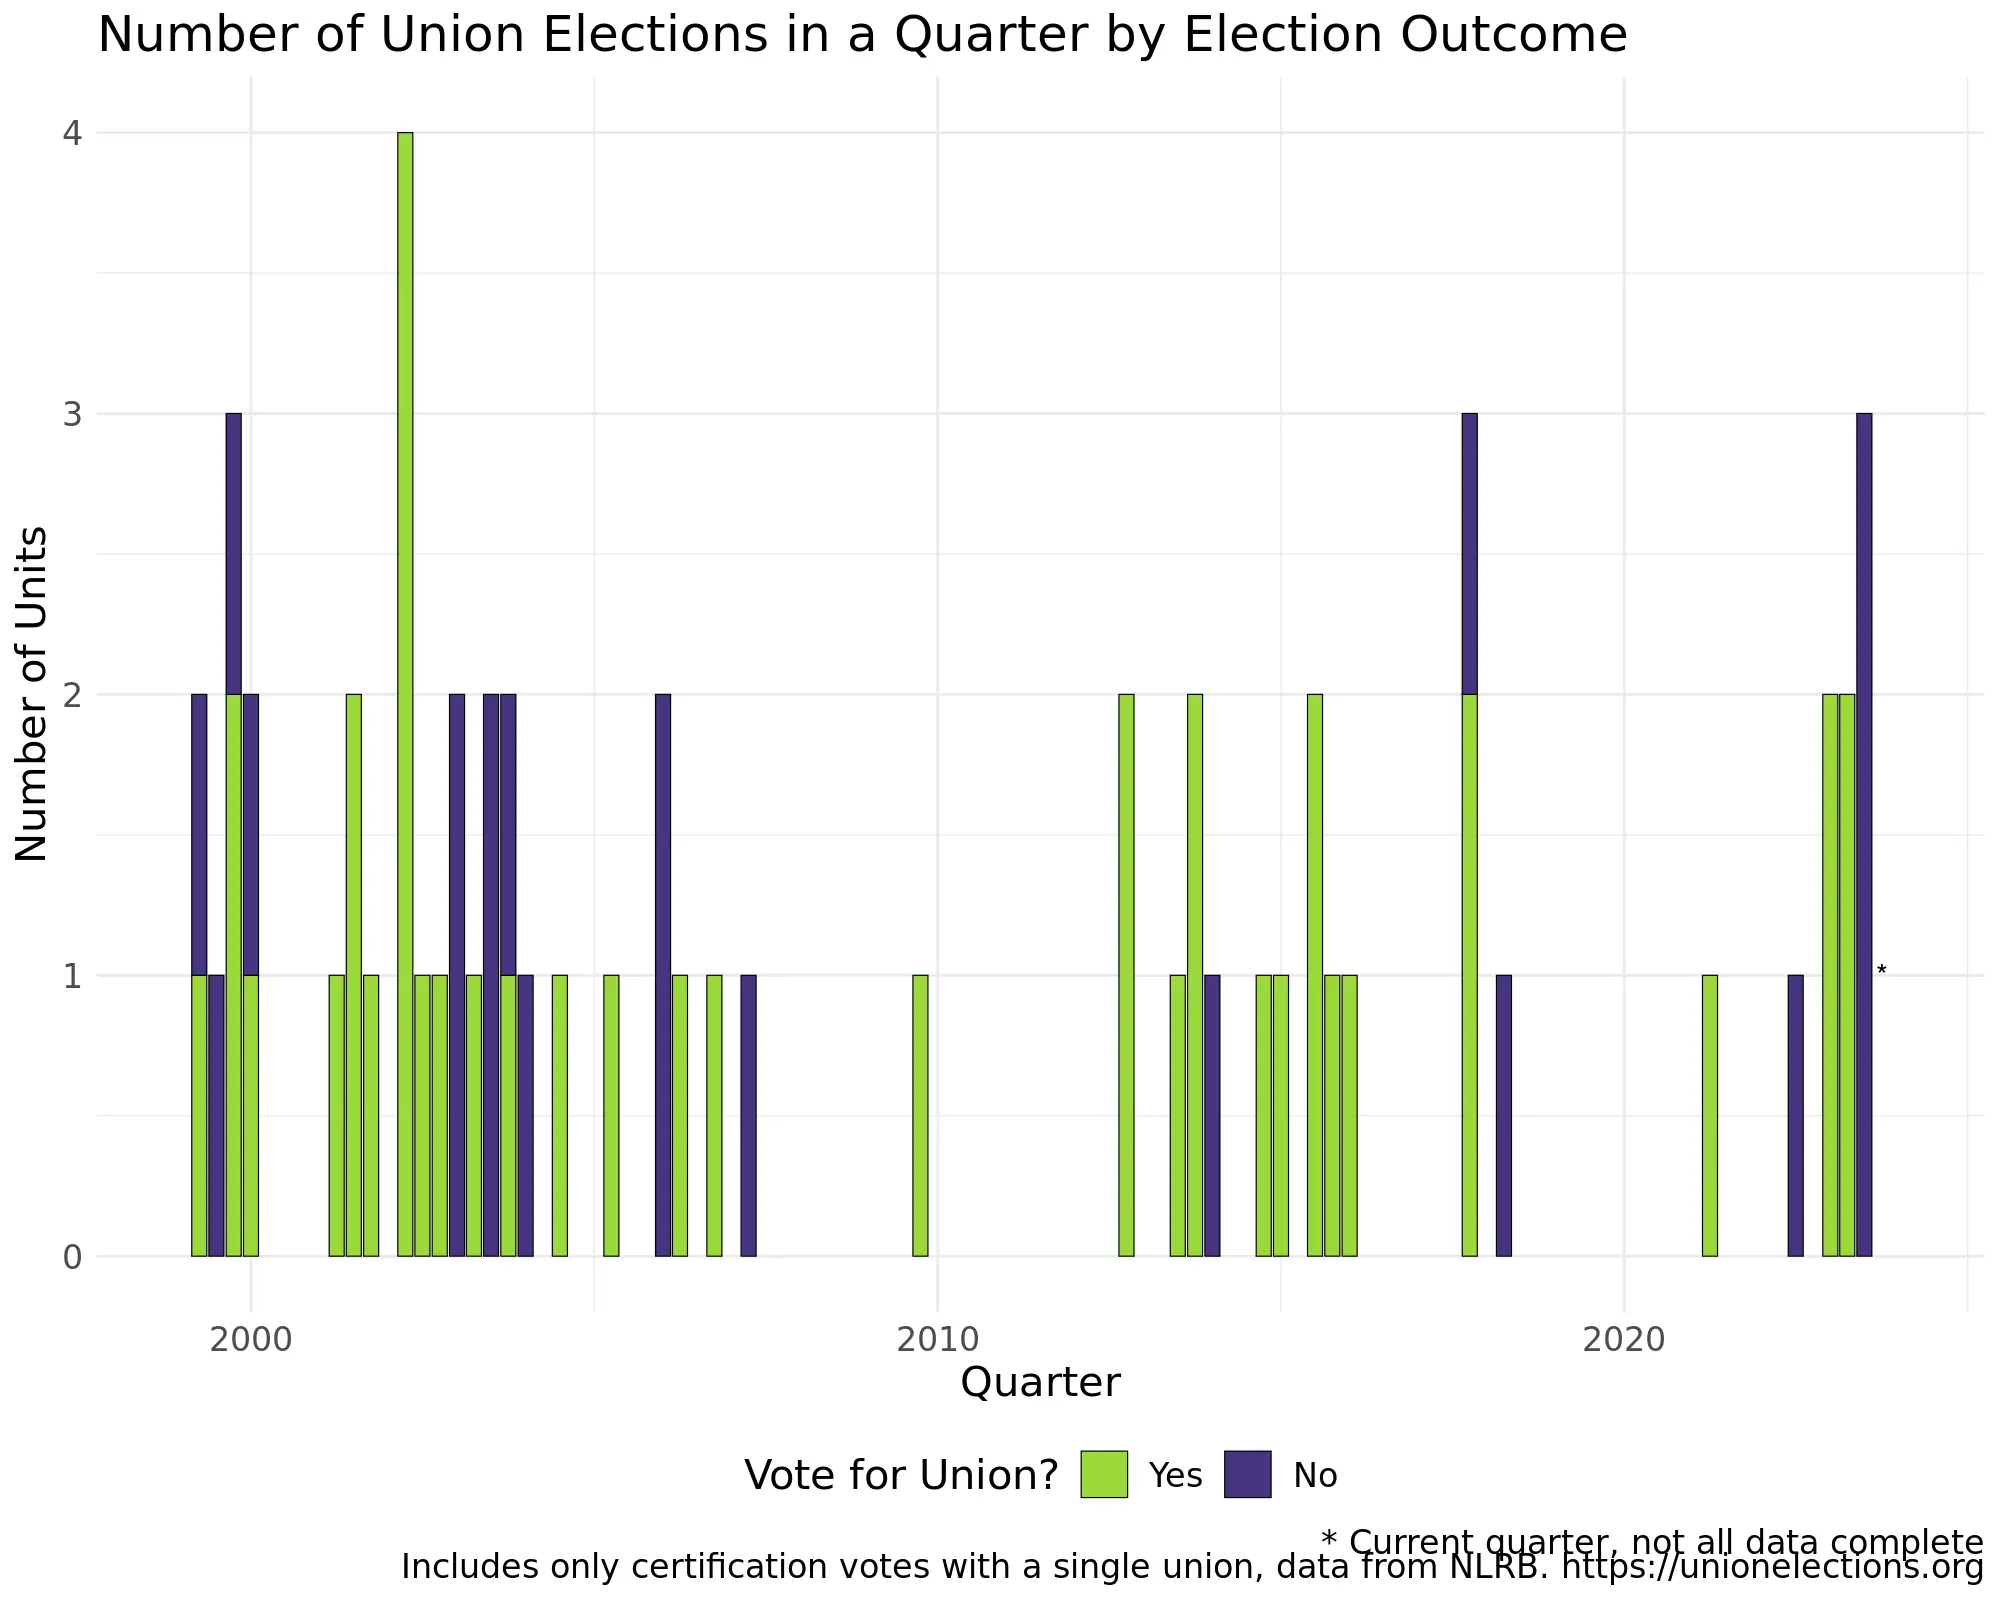 Number of Union Elections in a Quarter by Election Outcome
4
3
2
1
0
Number of Units
*
2000 2010 2020
Quarter
Vote for Union? Yes No
* Current quarter, not all data complete
Includes only certification votes with a single union, data from NLRB. https://unionelections.org